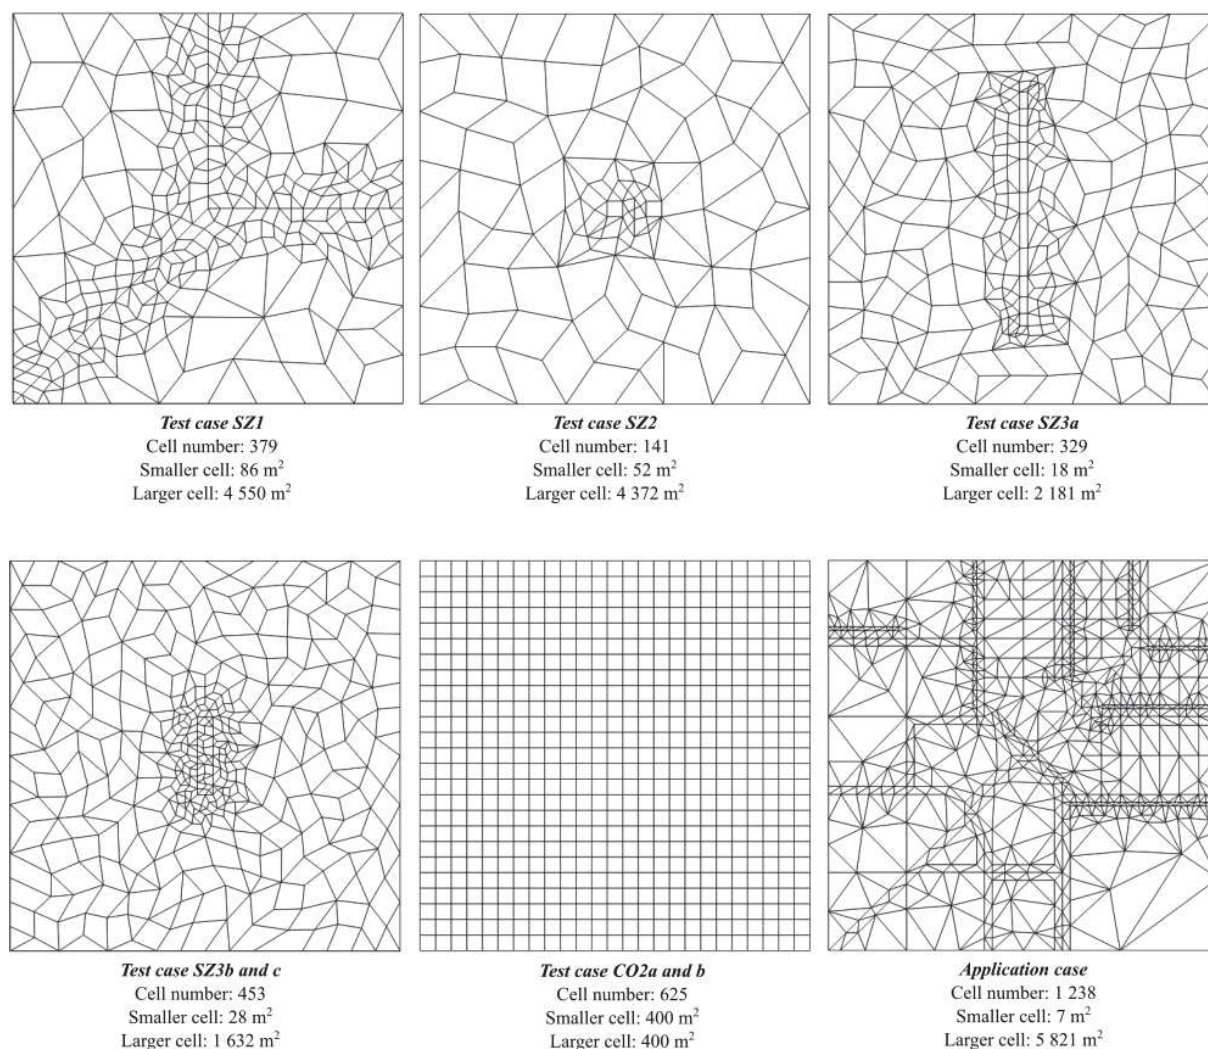 Test case SZ1
Cell number: 379
Smaller cell: 86 m²
Larger cell: 4 550 m²
Test case SZ2
Cell number: 141
Smaller cell: 52 m²
Larger cell: 4 372 m²
Test case SZ3a
Cell number: 329
Smaller cell: 18 m²
Larger cell: 2 181 m²
Test case SZ3b and c
Cell number: 453
Smaller cell: 28 m²
Larger cell: 1 632 m²
Test case CO2a and b
Cell number: 625
Smaller cell: 400 m²
Larger cell: 400 m²
Application case
Cell number: 1 238
Smaller cell: 7 m²
Larger cell: 5 821 m²